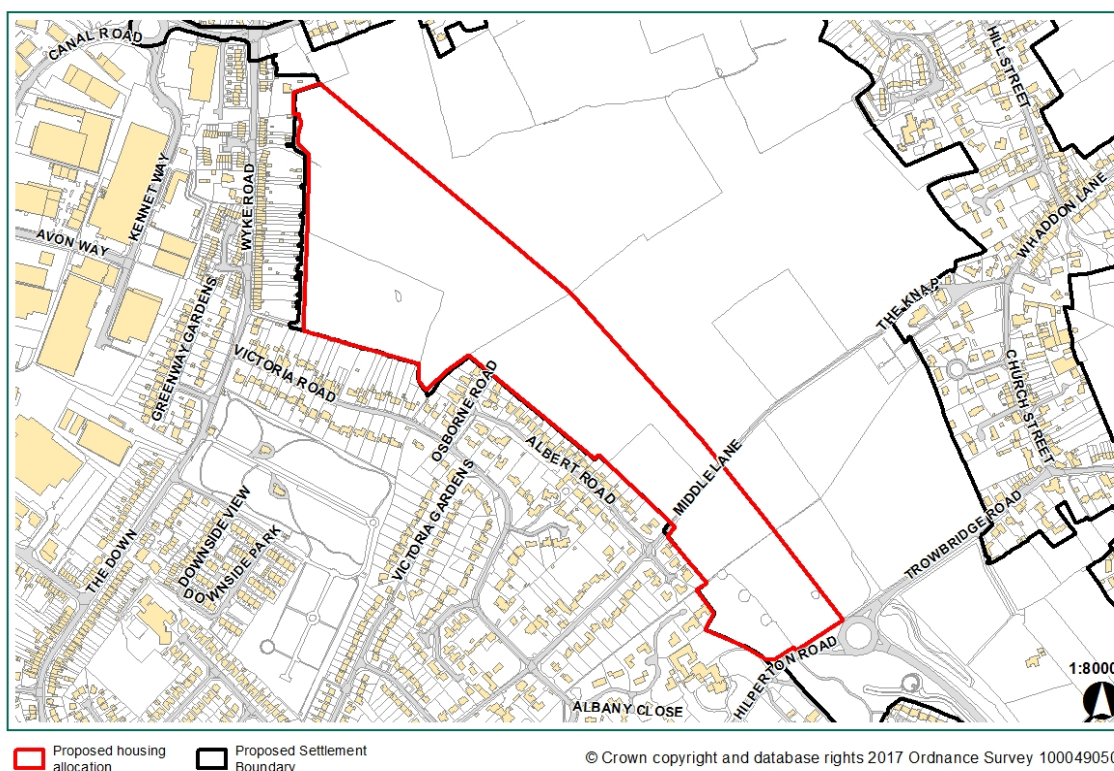 CANAL ROAD
HILL STREET
KENNET WAY
WYKE ROAD
WHADDON LANE
AVON WAY
THE KNAP
GREENWAY GARDENS
VICTORIA ROAD
CHURCH STREET
OSBORNE ROAD
ALBERT ROAD
MIDDLE LANE
VICTORIA GARDENS
TROWBRIDGE ROAD
DOWNSIDE VIEW
DOWNSIDE PARK
THE DOWN
HILPERTON ROAD
ALBANY CLOSE
1:8000
Proposed housing
allocation
Proposed Settlement
Boundary
© Crown copyright and database rights 2017 Ordnance Survey 100049050